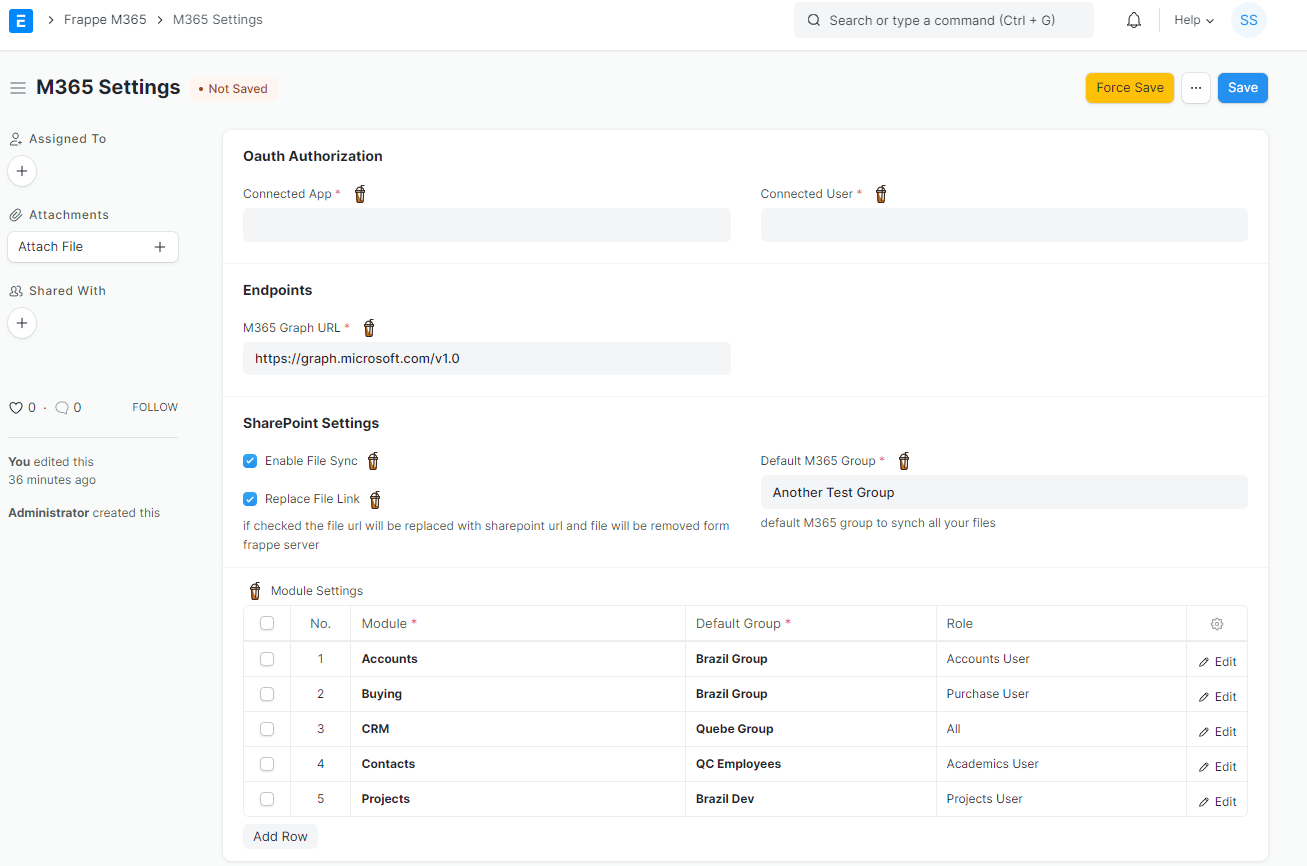 E
Frappe M365
M365 Settings
Search or type a command (Ctrl + G)
Help
SS
M365 Settings
• Not Saved
Force Save
···
Save
Assigned To
Attachments
Attach File
Shared With
0 · 0
FOLLOW
You edited this
36 minutes ago
Administrator created this
Oauth Authorization
Connected App *
Connected User *
Endpoints
M365 Graph URL *
https://graph.microsoft.com/v1.0
SharePoint Settings
Enable File Sync
Replace File Link
if checked the file url will be replaced with sharepoint url and file will be removed form
frappe server
Default M365 Group *
Another Test Group
default M365 group to synch all your files
Module Settings
No. Module * Default Group * Role
1 Accounts Brazil Group Accounts User Edit
2 Buying Brazil Group Purchase User Edit
3 CRM Quebe Group All Edit
4 Contacts QC Employees Academics User Edit
5 Projects Brazil Dev Projects User Edit
Add Row